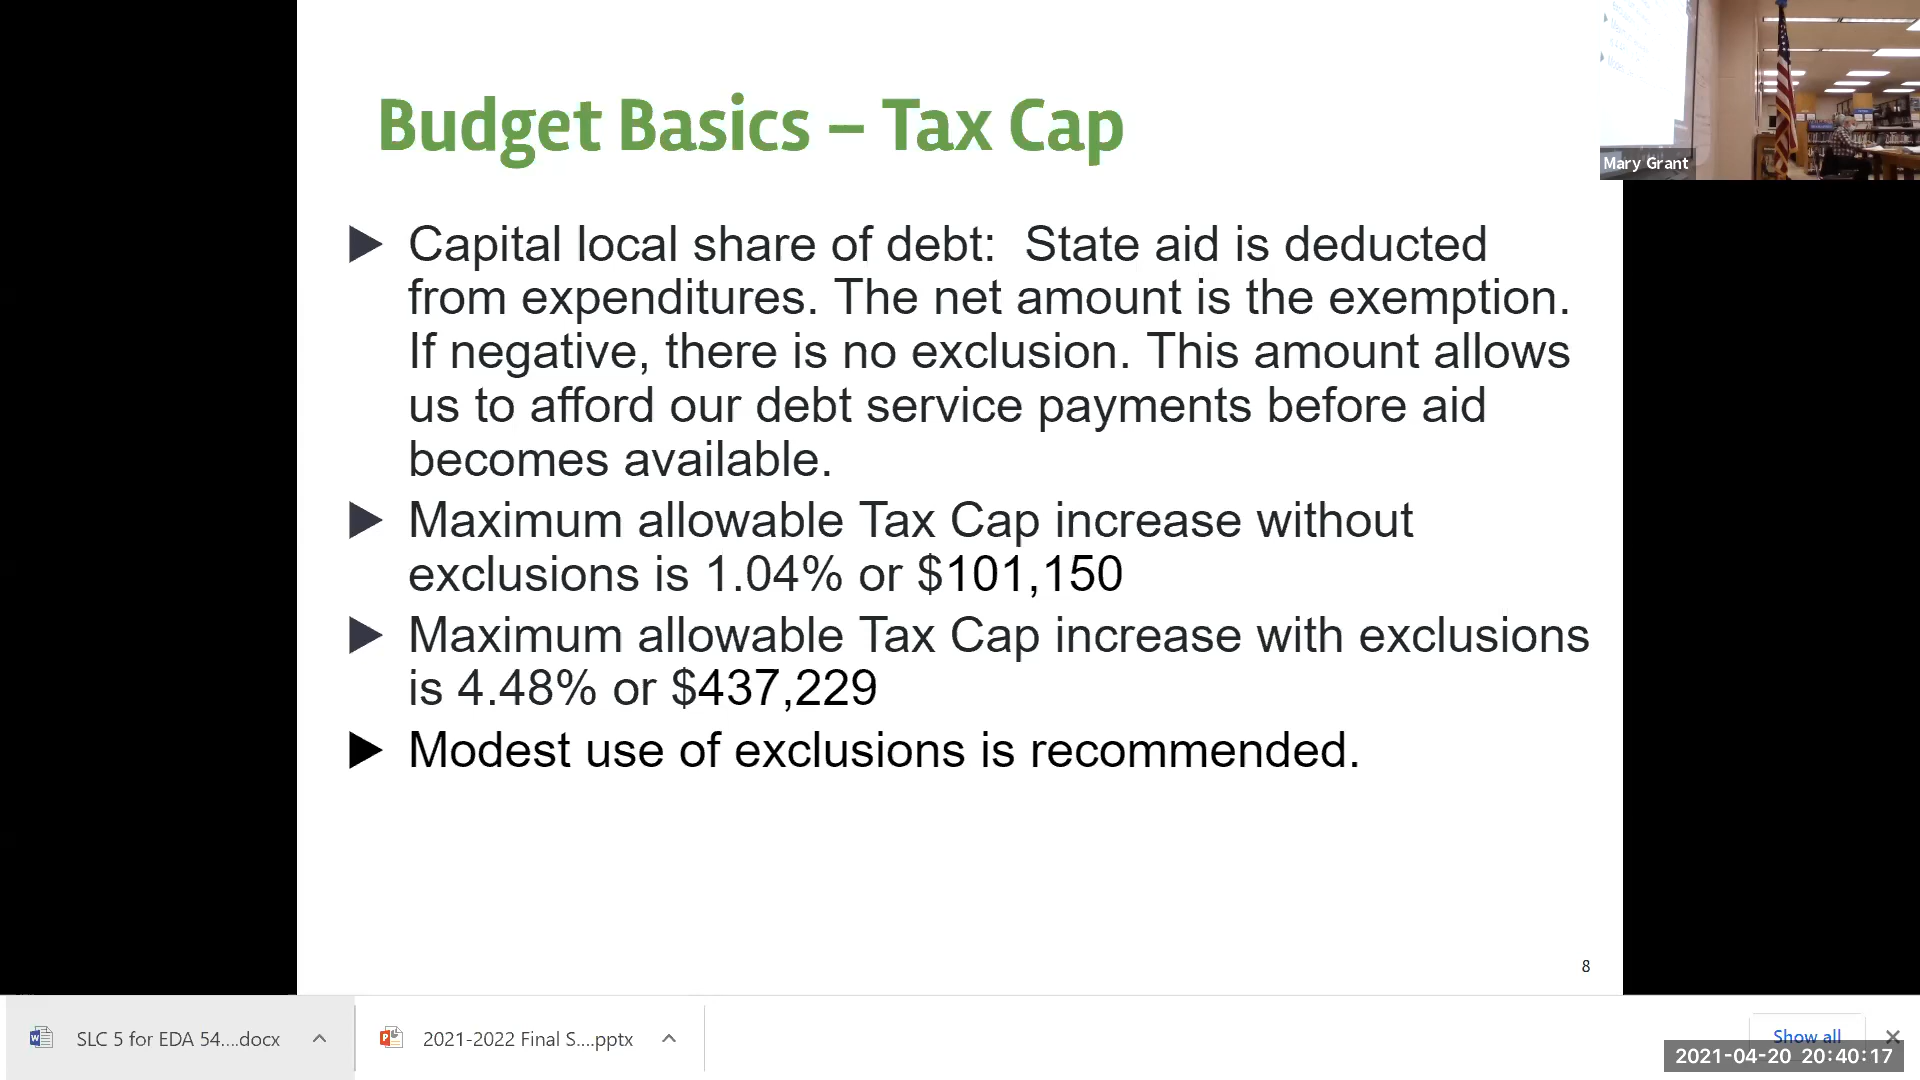 Budget Basics – Tax Cap
Mary Grant
Capital local share of debt:  State aid is deducted
from expenditures. The net amount is the exemption.
If negative, there is no exclusion. This amount allows
us to afford our debt service payments before aid
becomes available.
Maximum allowable Tax Cap increase without
exclusions is 1.04% or $101,150
Maximum allowable Tax Cap increase with exclusions
is 4.48% or $437,229
Modest use of exclusions is recommended.
8
SLC 5 for EDA 54....docx
2021-2022 Final S....pptx
Show all
2021-04-20 20:40:17